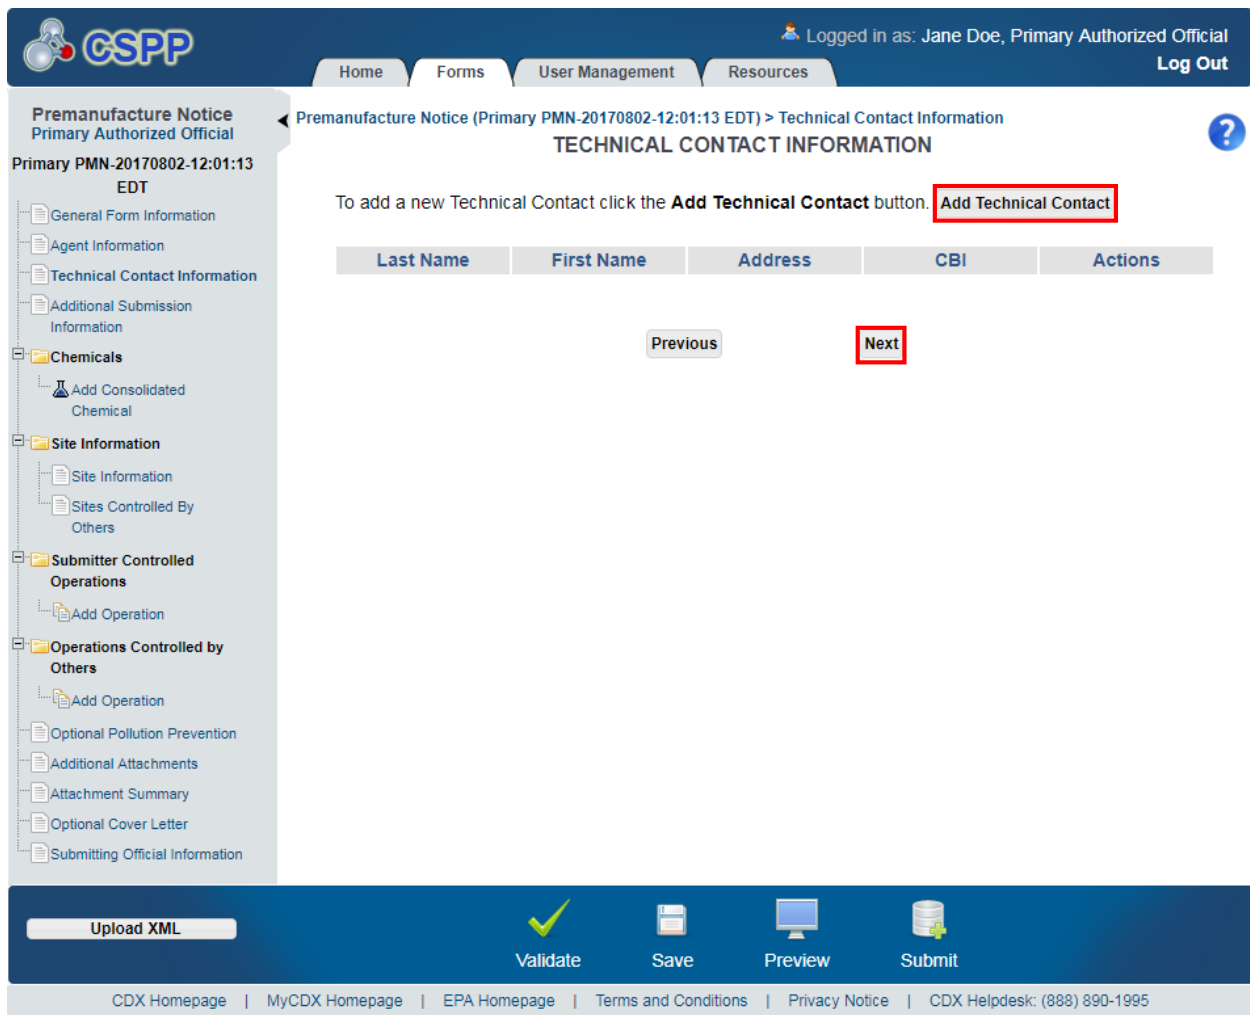 CSPP
Logged in as: Jane Doe, Primary Authorized Official
Log Out
Home Forms User Management Resources
Premanufacture Notice
Primary Authorized Official
Primary PMN-20170802-12:01:13
EDT
General Form Information
Agent Information
Technical Contact Information
Additional Submission
Information
Chemicals
Add Consolidated
Chemical
Site Information
Site Information
Sites Controlled By
Others
Submitter Controlled
Operations
Add Operation
Operations Controlled by
Others
Add Operation
Optional Pollution Prevention
Additional Attachments
Attachment Summary
Optional Cover Letter
Submitting Official Information
Premanufacture Notice (Primary PMN-20170802-12:01:13 EDT) > Technical Contact Information
?
TECHNICAL CONTACT INFORMATION
To add a new Technical Contact click the Add Technical Contact button. Add Technical Contact
Last Name First Name Address CBI Actions
Previous Next
Upload XML
Validate Save Preview Submit
CDX Homepage | MyCDX Homepage | EPA Homepage | Terms and Conditions | Privacy Notice | CDX Helpdesk: (888) 890-1995